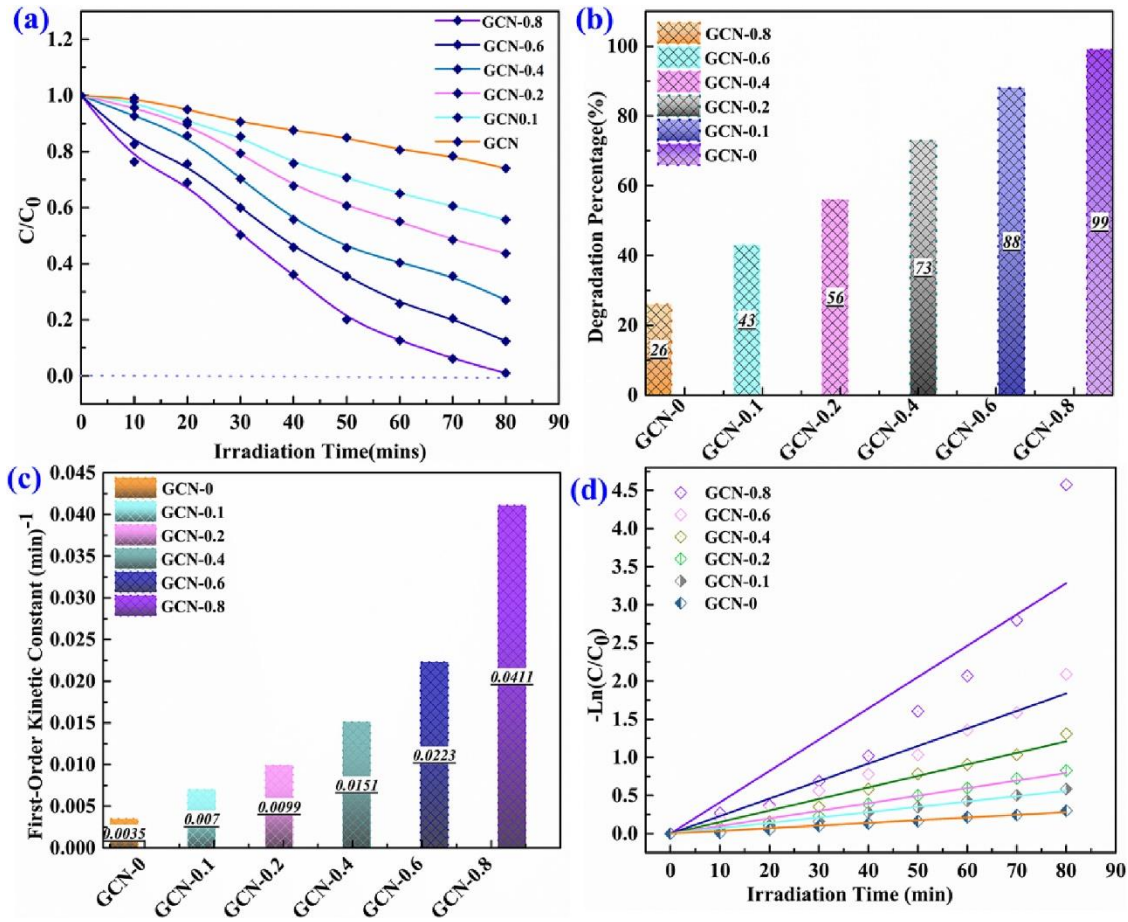 (a)
GCN-0.8
GCN-0.6
GCN-0.4
GCN-0.2
GCN0.1
GCN
1.2
1.0
0.8
0.6
0.4
0.2
0.0
C/C0
0 10 20 30 40 50 60 70 80 90
Irradiation Time(mins)
(b)
GCN-0.8
GCN-0.6
GCN-0.4
GCN-0.2
GCN-0.1
GCN-0
100
80
60
40
20
0
Degradation Percentage(%)
26
43
56
73
88
99
GCN-0
GCN-0.1
GCN-0.2
GCN-0.4
GCN-0.6
GCN-0.8
(c)
GCN-0
GCN-0.1
GCN-0.2
GCN-0.4
GCN-0.6
GCN-0.8
0.045
0.040
0.035
0.030
0.025
0.020
0.015
0.010
0.005
0.000
First-Order Kinetic Constant (min)-1
0.0035
0.007
0.0099
0.0151
0.0223
0.0411
GCN-0
GCN-0.1
GCN-0.2
GCN-0.4
GCN-0.6
GCN-0.8
(d)
GCN-0.8
GCN-0.6
GCN-0.4
GCN-0.2
GCN-0.1
GCN-0
4.5
4.0
3.5
3.0
2.5
2.0
1.5
1.0
0.5
0.0
-Ln(C/C0)
0 10 20 30 40 50 60 70 80 90
Irradiation Time (min)